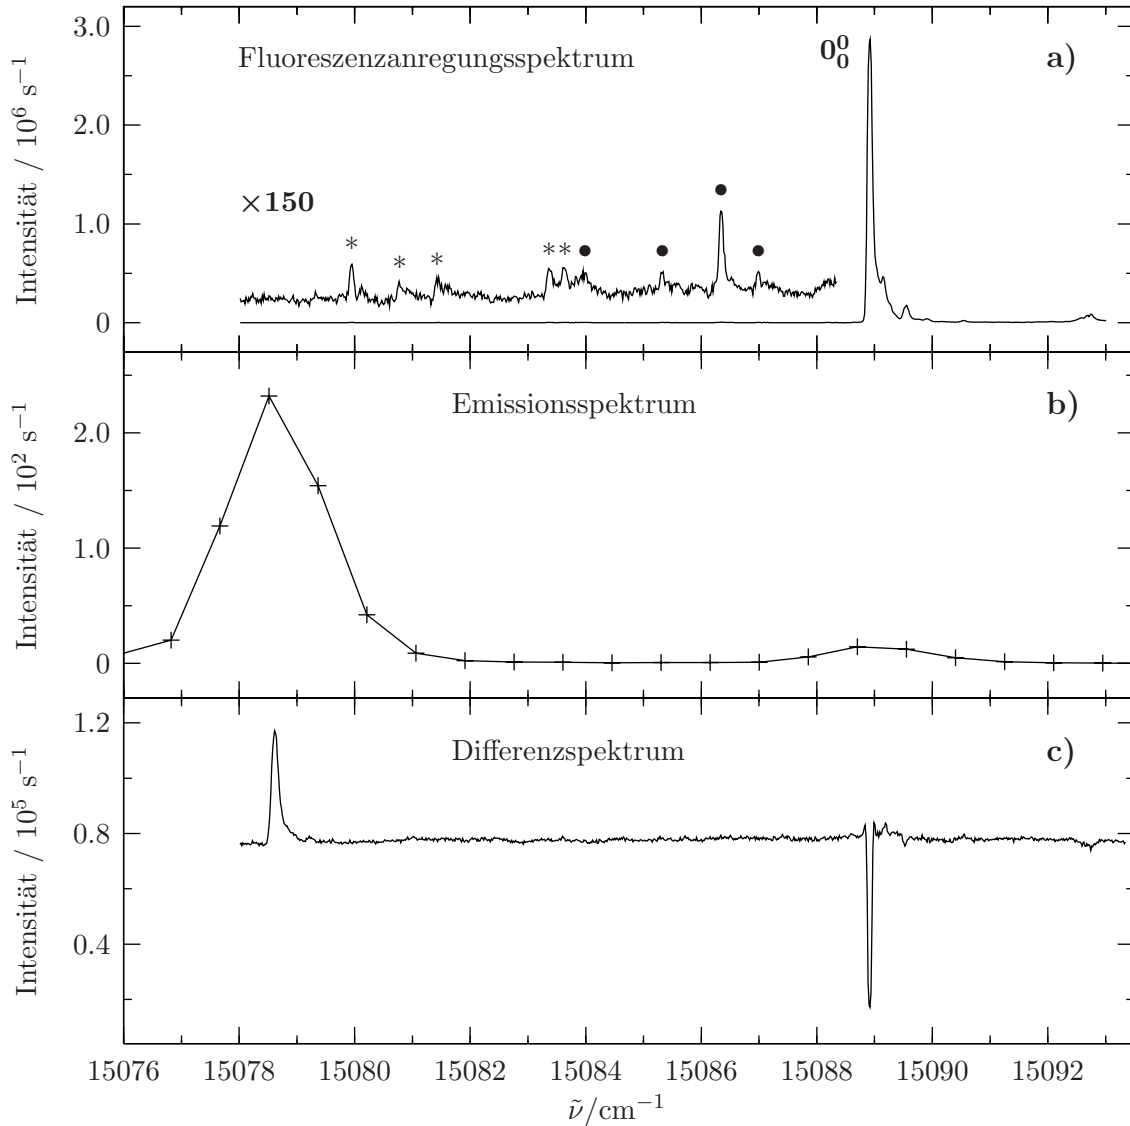 Fluoreszenzanregungsspektrum
0⁰₀
a)
×150
* * * ** • • • •
Intensität / 10⁶ s⁻¹
3.0
2.0
1.0
0
Emissionsspektrum
b)
Intensität / 10² s⁻¹
2.0
1.0
0
Differenzspektrum
c)
Intensität / 10⁵ s⁻¹
1.2
0.8
0.4
15076 15078 15080 15082 15084 15086 15088 15090 15092
ν̃/cm⁻¹